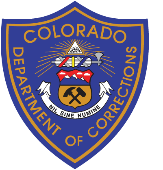 COLORADO
DEPARTMENT OF CORRECTIONS
NIL SINE NUMINE